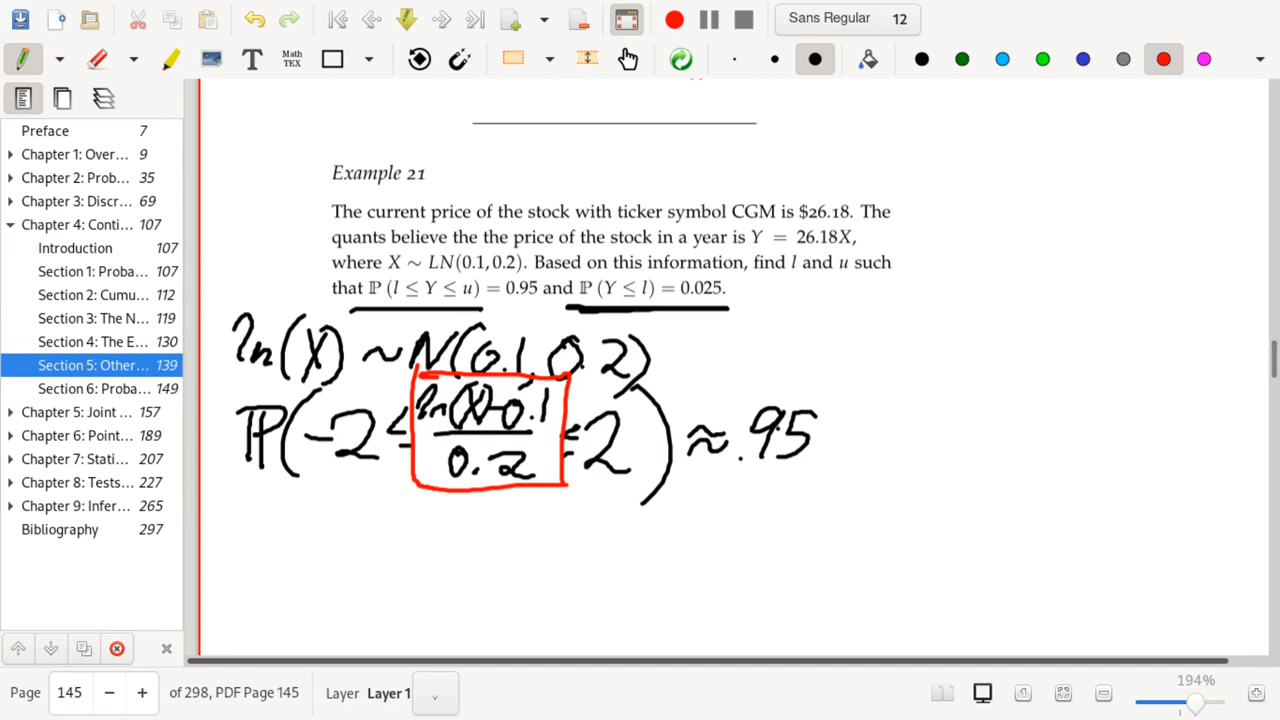 Sans Regular 12
T Math TEX
Preface 7
Chapter 1: Over... 9
Chapter 2: Prob... 35
Chapter 3: Discr... 69
Chapter 4: Conti... 107
Introduction 107
Section 1: Proba... 107
Section 2: Cumu... 112
Section 3: The N... 119
Section 4: The E... 130
Section 5: Other... 139
Section 6: Proba... 149
Chapter 5: Joint ... 157
Chapter 6: Point... 189
Chapter 7: Stati... 207
Chapter 8: Tests... 227
Chapter 9: Infer... 265
Bibliography 297
Example 21
The current price of the stock with ticker symbol CGM is $26.18. The
quants believe the the price of the stock in a year is Y = 26.18X,
where X ∼ LN(0.1, 0.2). Based on this information, find l and u such
that ℙ (l ≤ Y ≤ u) = 0.95 and ℙ (Y ≤ l) = 0.025.
ln(X) ~ N(0.1, 0.2)
ℙ(-2 ≤ (ln(X)-0.1)/0.2 ≤ 2) ≈ .95
Page 145 − + of 298, PDF Page 145 Layer Layer 1 194%